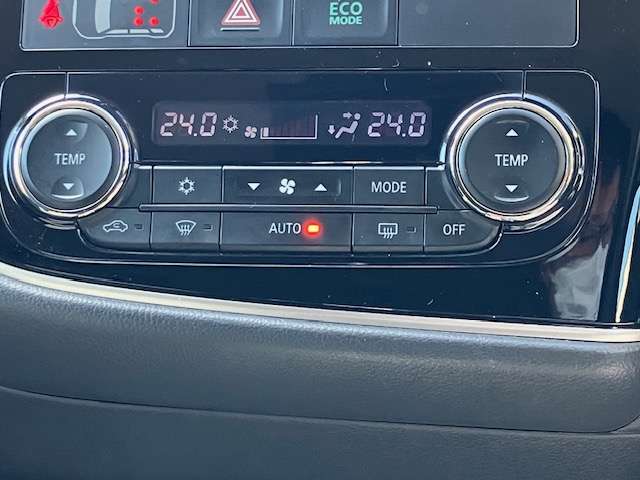 ECO
MODE
24.0 24.0
TEMP
TEMP
MODE
AUTO
OFF